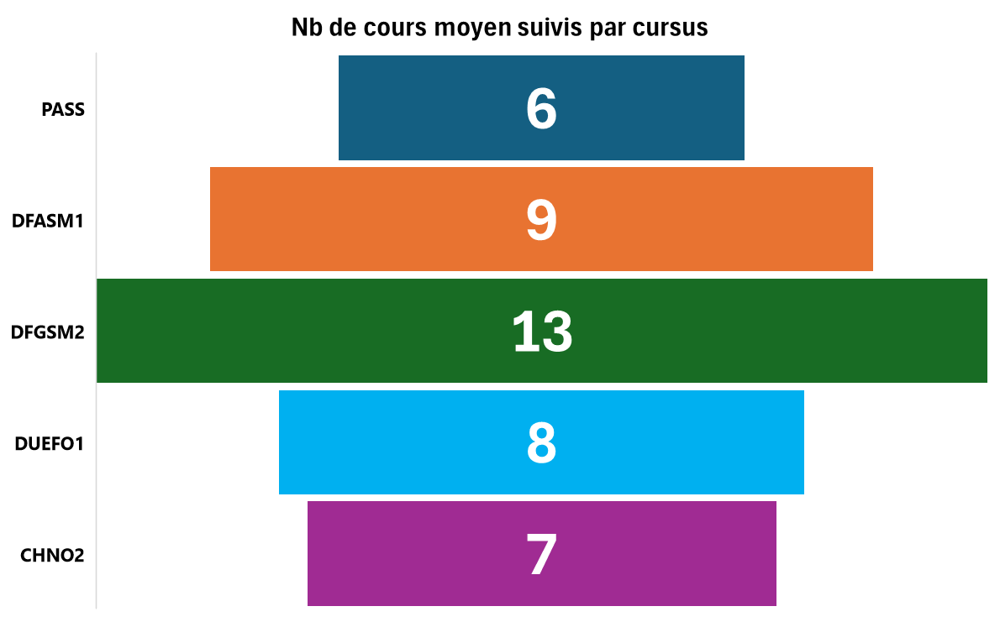 Nb de cours moyen suivis par cursus
PASS
6
DFASM1
9
DFGSM2
13
DUEFO1
8
CHNO2
7